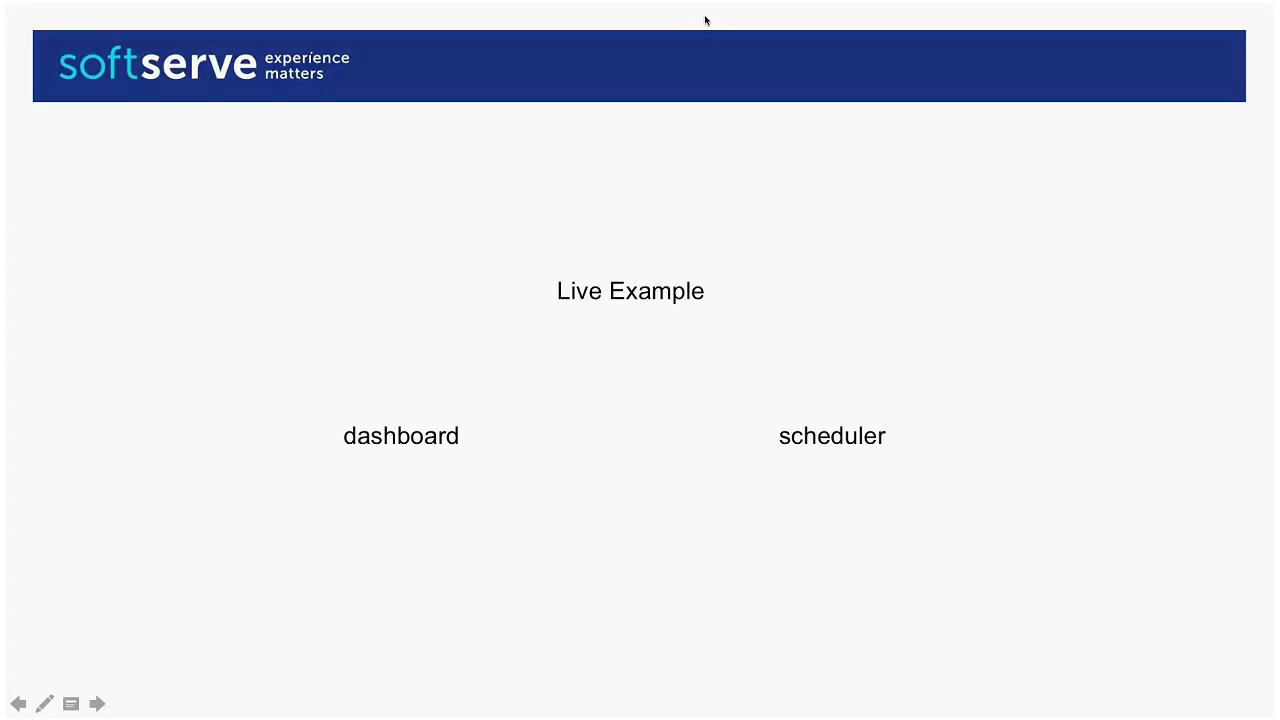 softserve experience
matters
Live Example
dashboard scheduler